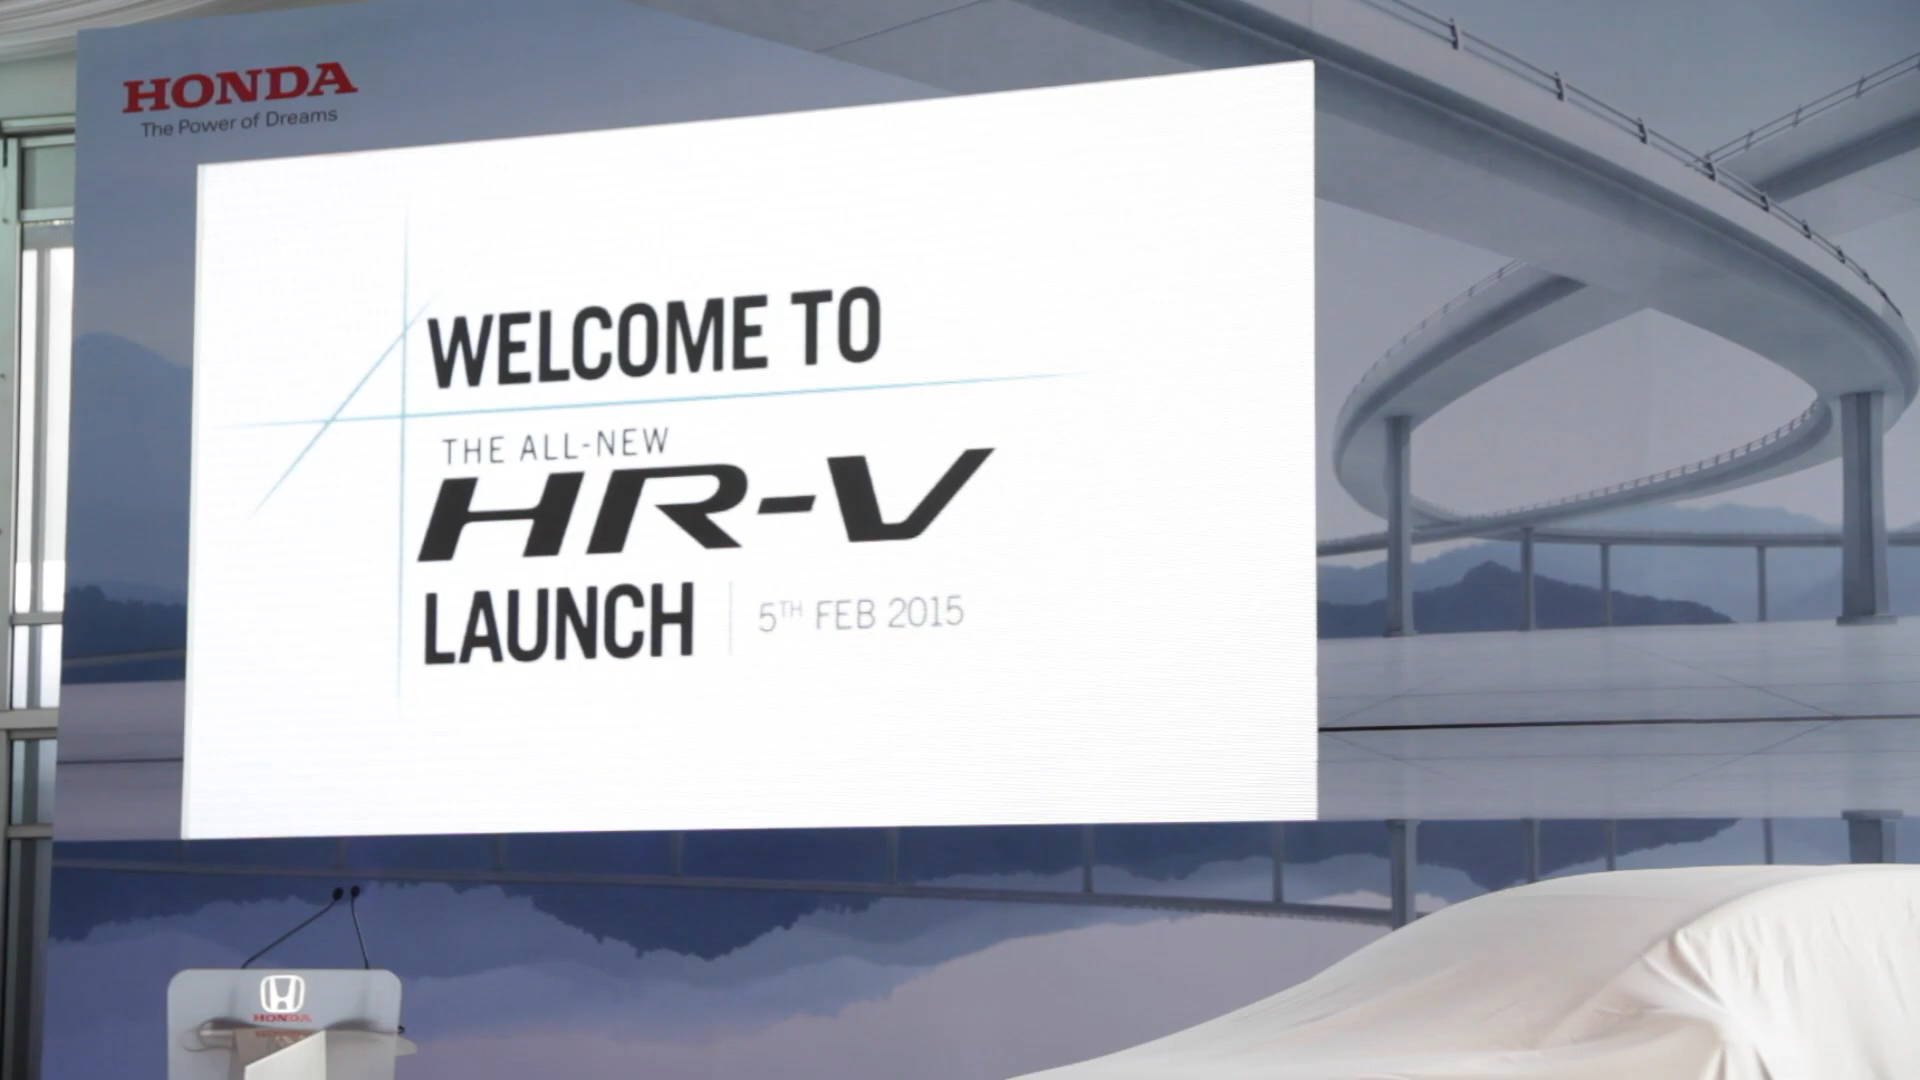 HONDA
The Power of Dreams
WELCOME TO
THE ALL-NEW
HR-V
LAUNCH | 5TH FEB 2015
HONDA